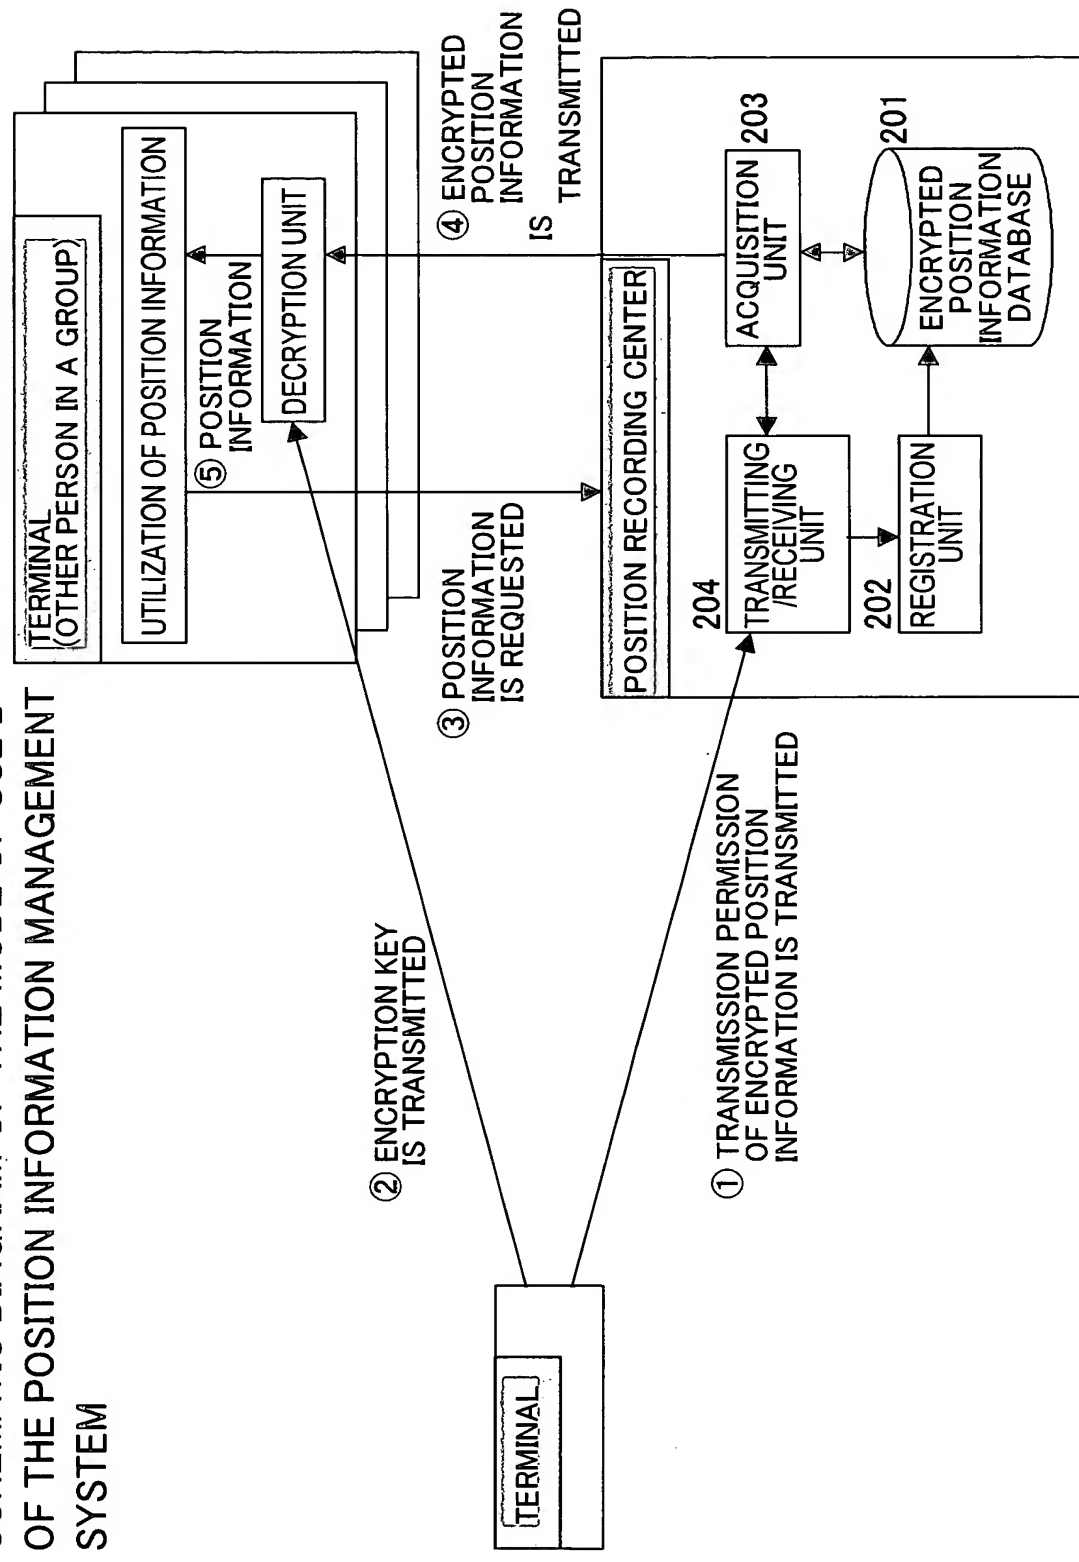 OF THE POSITION INFORMATION MANAGEMENT
SYSTEM
TERMINAL
(OTHER PERSON IN A GROUP)
UTILIZATION OF POSITION INFORMATION
⑤ POSITION
INFORMATION
DECRYPTION UNIT
② ENCRYPTION KEY
IS TRANSMITTED
③ POSITION
INFORMATION
IS REQUESTED
④ ENCRYPTED
POSITION
INFORMATION
IS TRANSMITTED
TERMINAL
① TRANSMISSION PERMISSION
OF ENCRYPTED POSITION
INFORMATION IS TRANSMITTED
POSITION RECORDING CENTER
204
TRANSMITTING
/RECEIVING
UNIT
ACQUISITION
UNIT
203
202
REGISTRATION
UNIT
201
ENCRYPTED
POSITION
INFORMATION
DATABASE